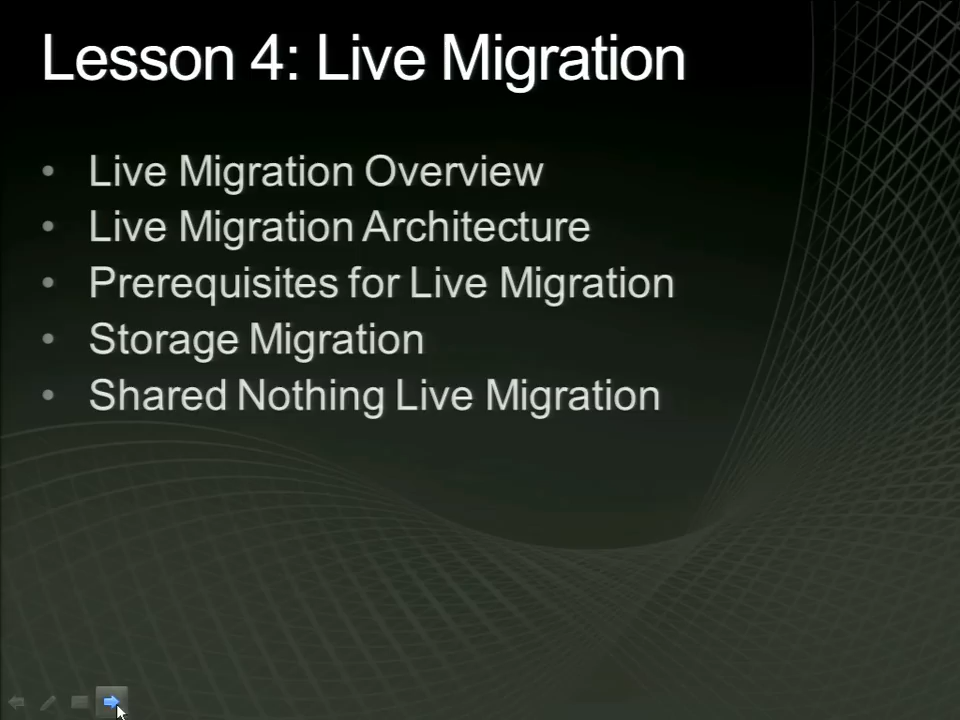 Lesson 4: Live Migration
• Live Migration Overview
• Live Migration Architecture
• Prerequisites for Live Migration
• Storage Migration
• Shared Nothing Live Migration